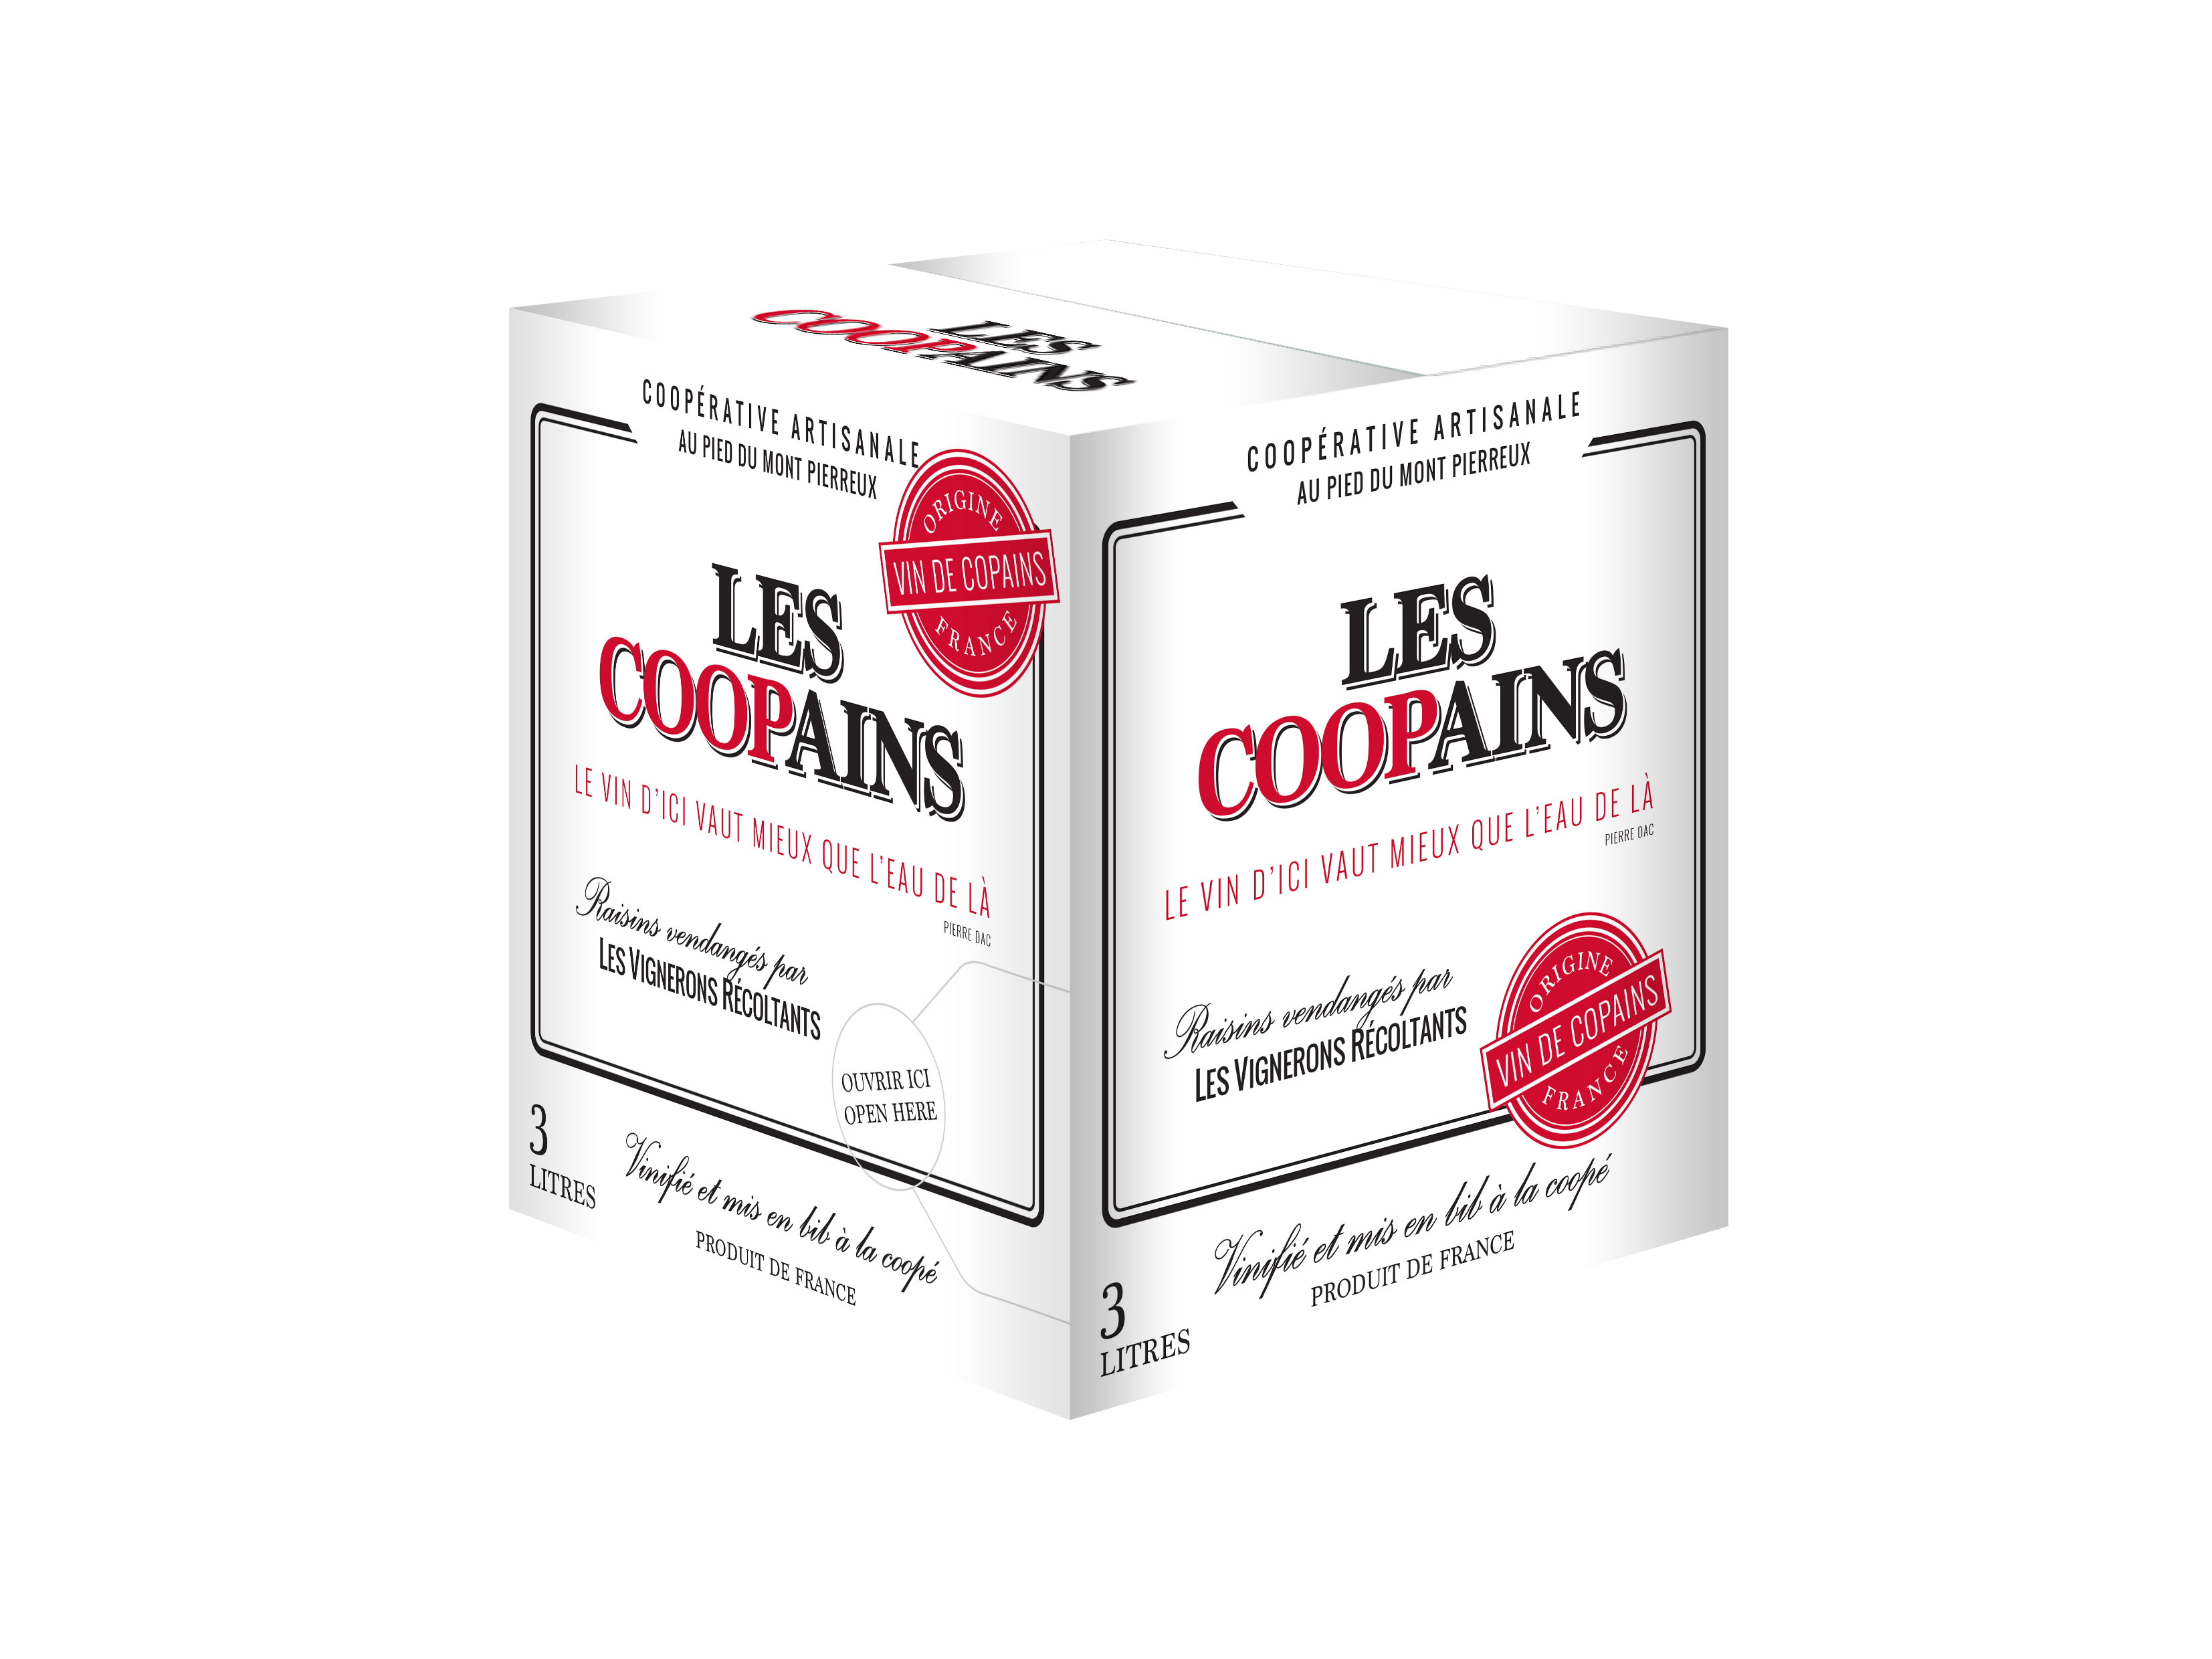 LES
COOPAINS
COOPÉRATIVE ARTISANALE
AU PIED DU MONT PIERREUX
ORIGINE
VIN DE COPAINS
FRANCE
LES
COOPAINS
LE VIN D'ICI VAUT MIEUX QUE L'EAU DE LÀ
PIERRE DAC
Raisins vendangés par
LES VIGNERONS RÉCOLTANTS
OUVRIR ICI
OPEN HERE
3
LITRES
Vinifié et mis en bib à la coopé
PRODUIT DE FRANCE
COOPÉRATIVE ARTISANALE
AU PIED DU MONT PIERREUX
LES
COOPAINS
LE VIN D'ICI VAUT MIEUX QUE L'EAU DE LÀ
PIERRE DAC
Raisins vendangés par
LES VIGNERONS RÉCOLTANTS
ORIGINE
VIN DE COPAINS
FRANCE
Vinifié et mis en bib à la coopé
PRODUIT DE FRANCE
3
LITRES